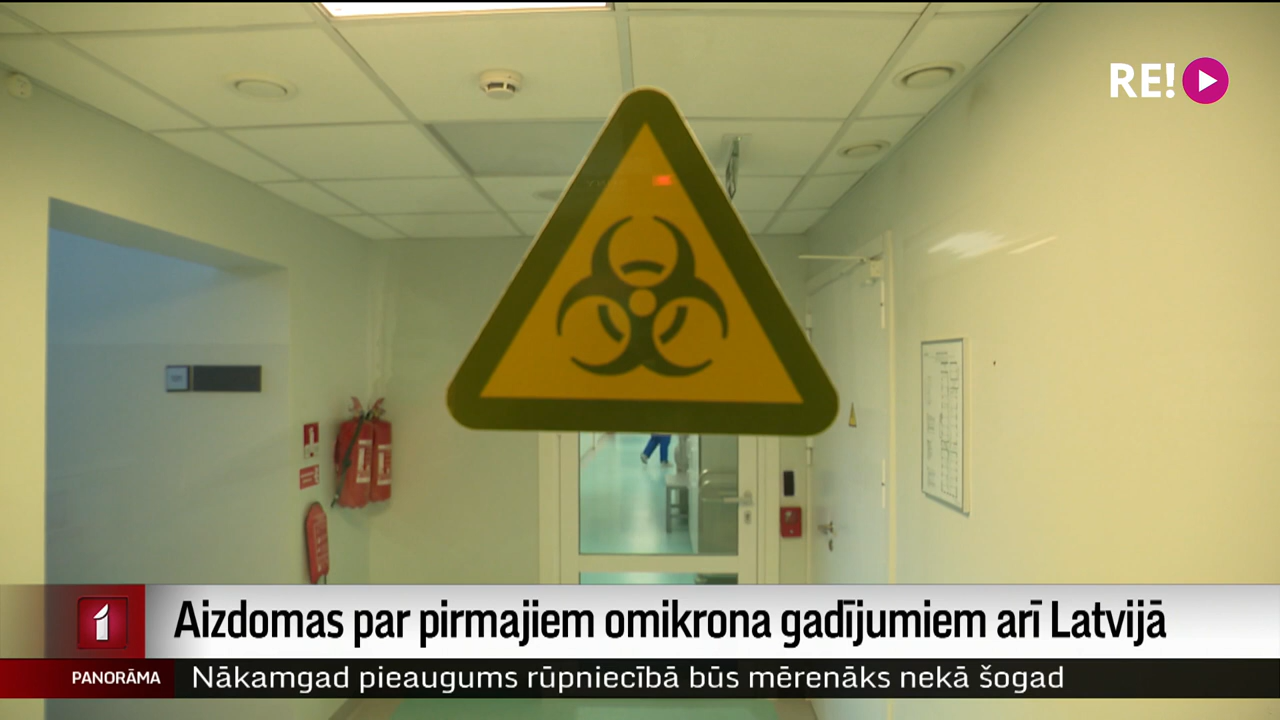 RE!
1
Aizdomas par pirmajiem omikrona gadījumiem arī Latvijā
PANORĀMA
Nākamgad pieaugums rūpniecībā būs mērenāks nekā šogad